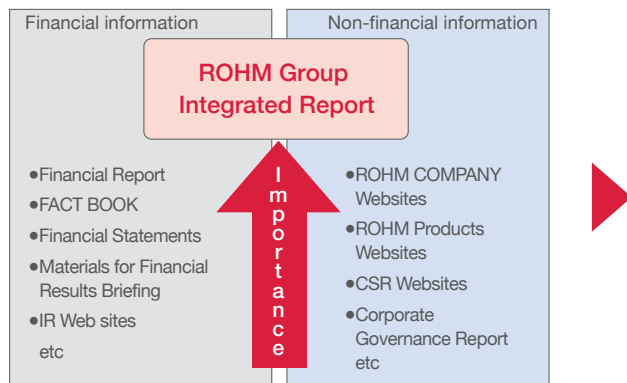 Financial information
Non-financial information
ROHM Group
Integrated Report
●Financial Report
●FACT BOOK
●Financial Statements
●Materials for Financial
Results Briefing
●IR Web sites
etc
Importance
●ROHM COMPANY
Websites
●ROHM Products
Websites
●CSR Websites
●Corporate
Governance Report
etc